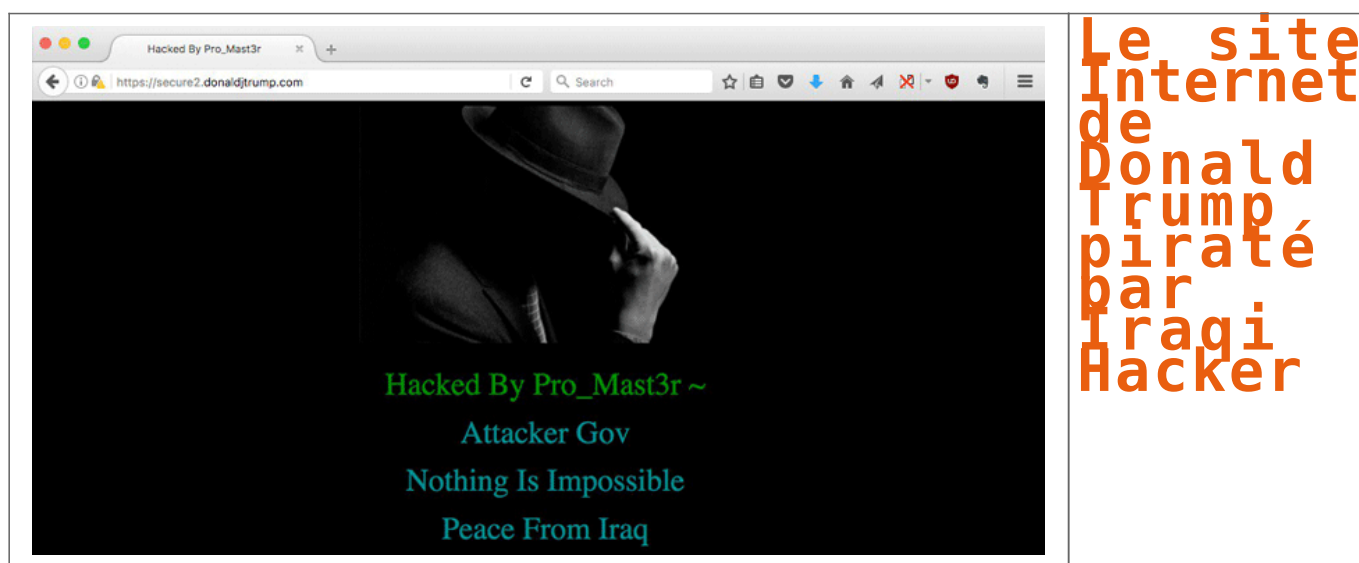 Hacked By Pro_Mast3r
https://secure2.donaldjtrump.com
Search
Hacked By Pro_Mast3r ~
Attacker Gov
Nothing Is Impossible
Peace From Iraq
Le site
Internet
de
Donald
Trump
piraté
par
Iraqi
Hacker